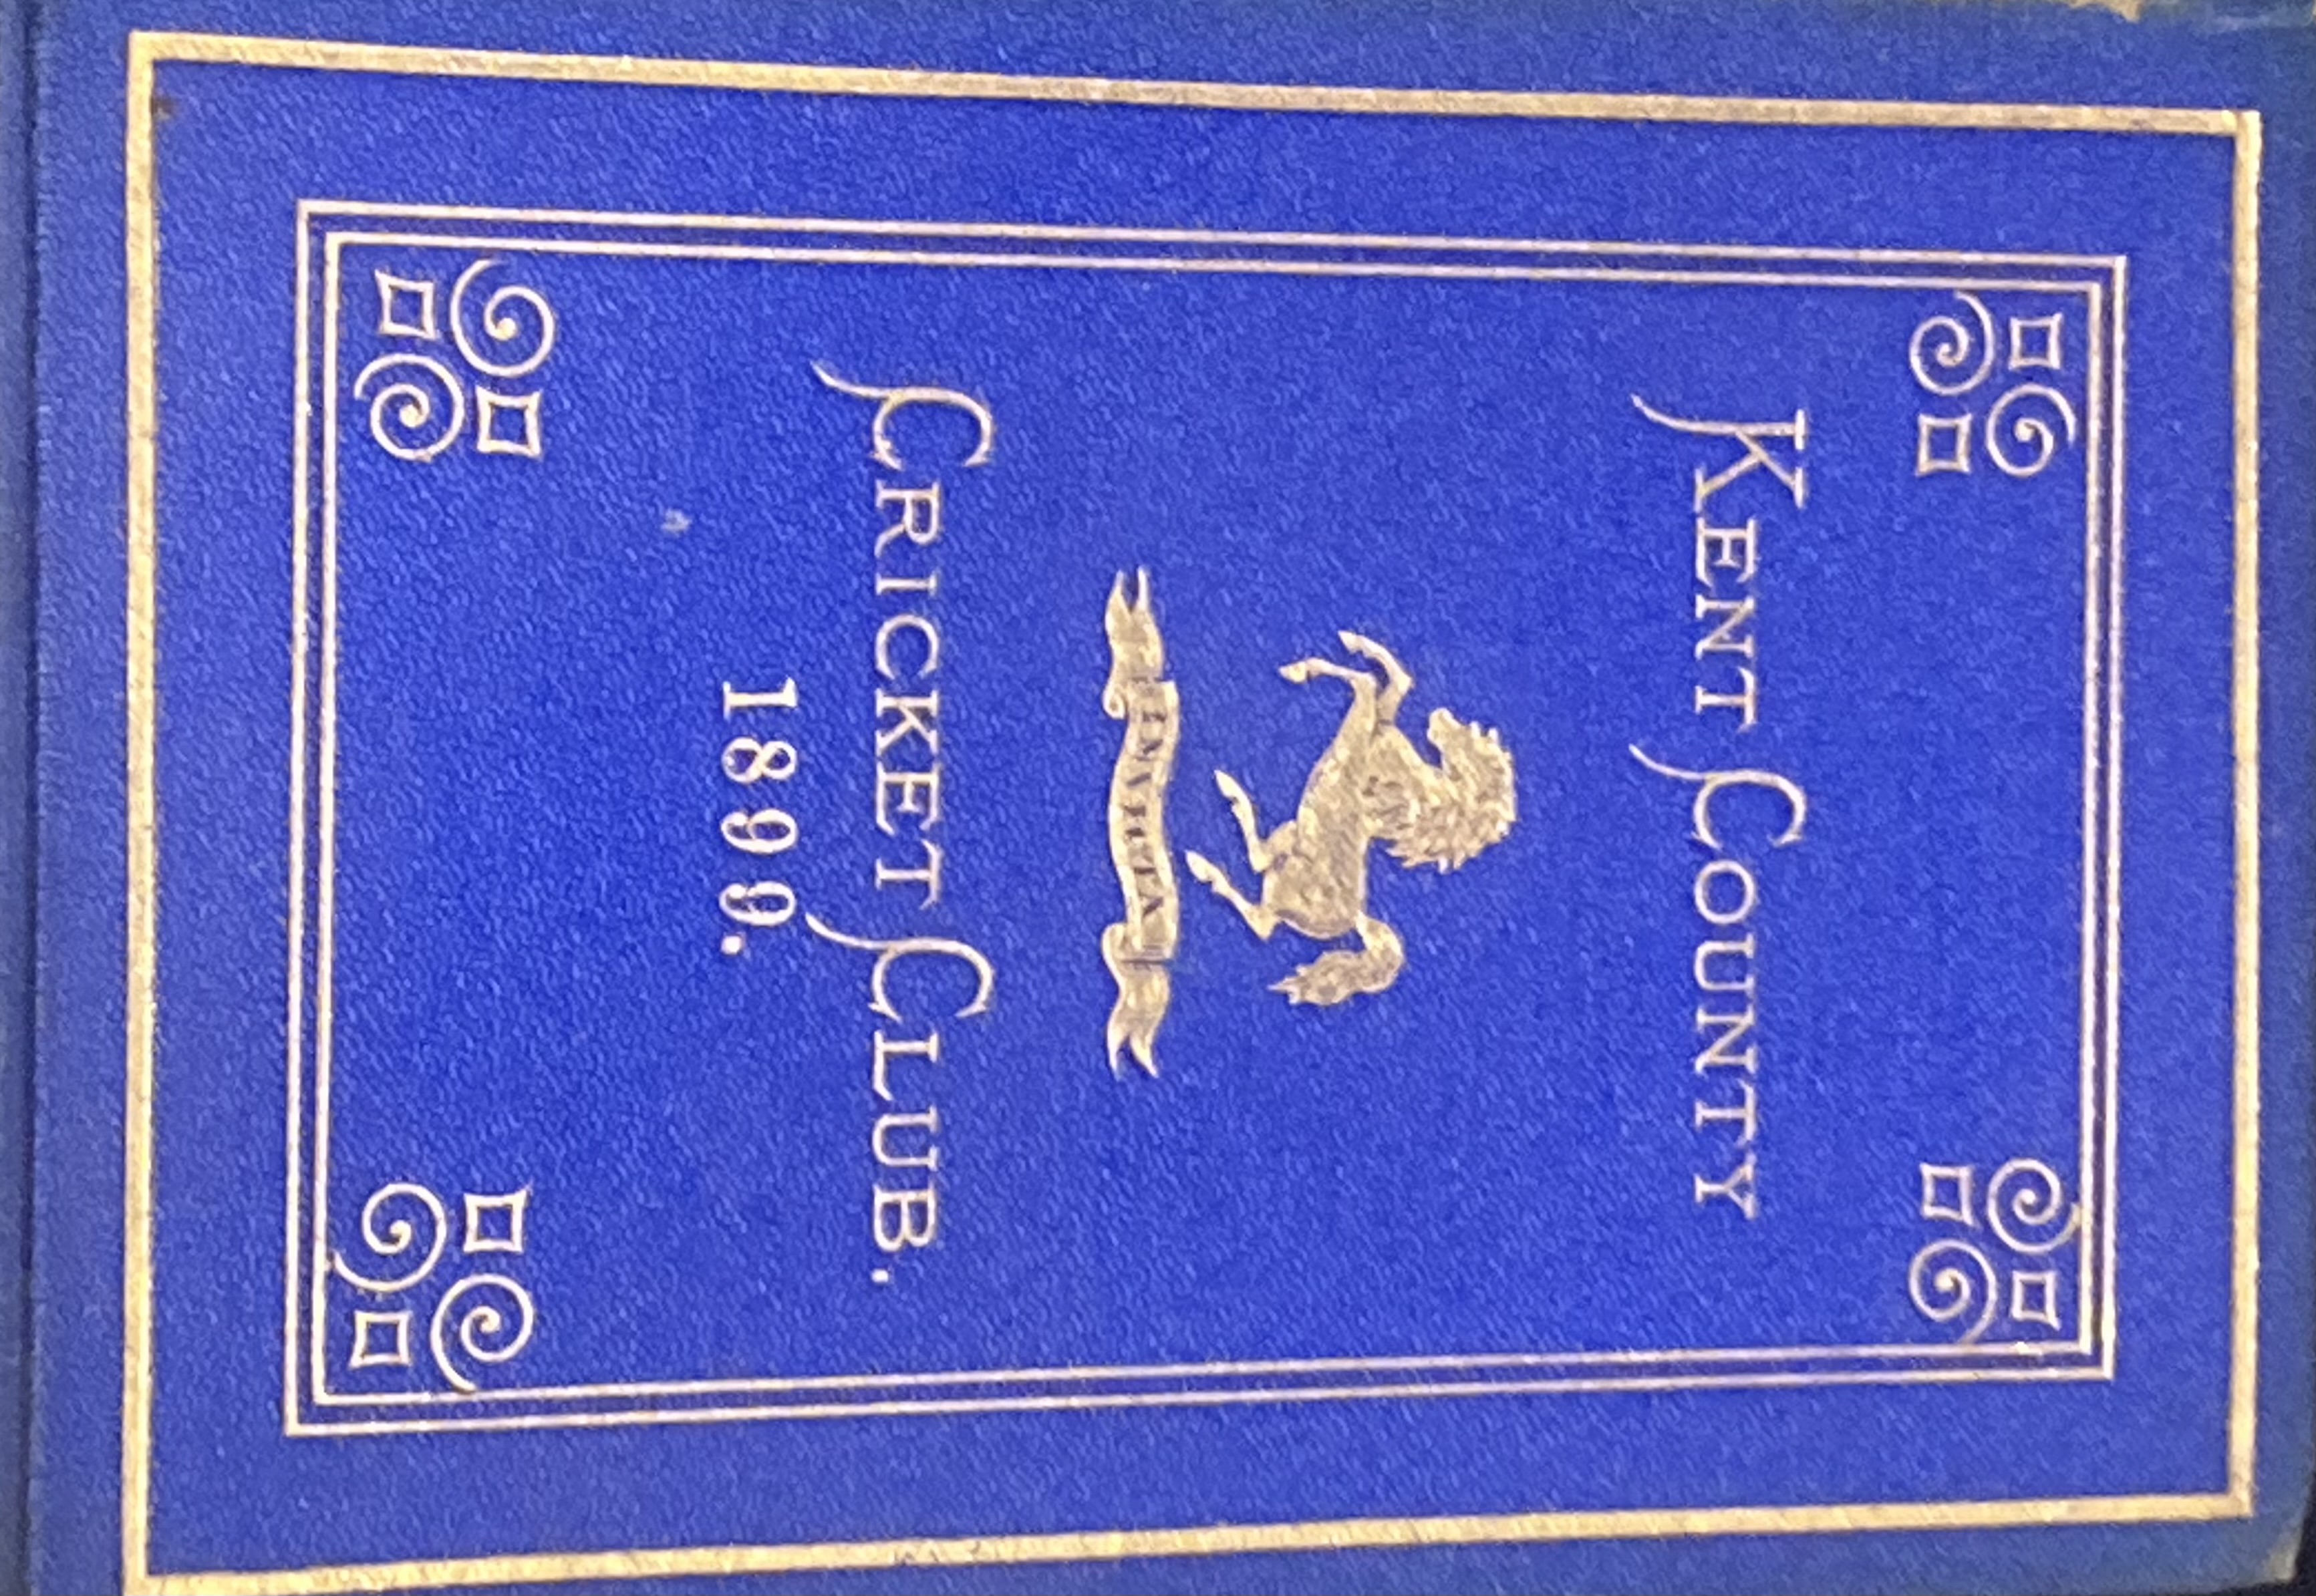 KENT COUNTY
INVICTA
CRICKET CLUB.
1899.